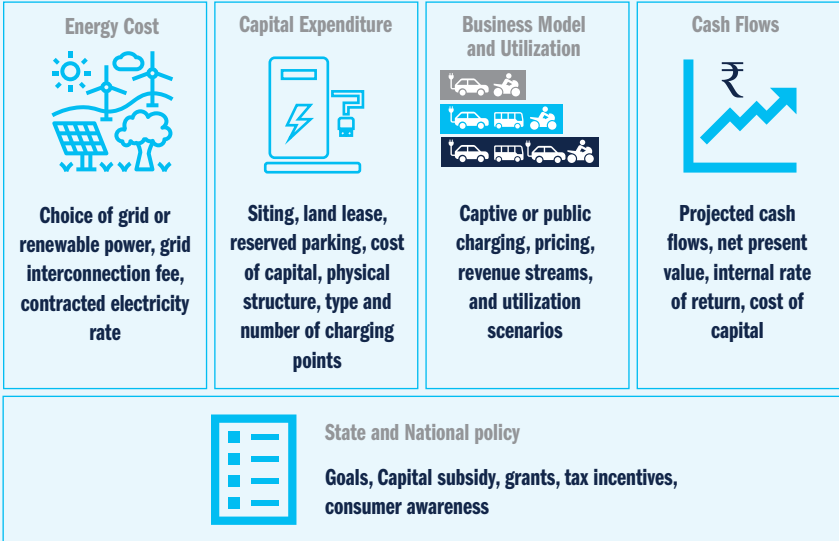 Energy Cost
Choice of grid or
renewable power, grid
interconnection fee,
contracted electricity
rate
Capital Expenditure
Siting, land lease,
reserved parking, cost
of capital, physical
structure, type and
number of charging
points
Business Model
and Utilization
Captive or public
charging, pricing,
revenue streams,
and utilization
scenarios
Cash Flows
₹
Projected cash
flows, net present
value, internal rate
of return, cost of
capital
State and National policy
Goals, Capital subsidy, grants, tax incentives,
consumer awareness